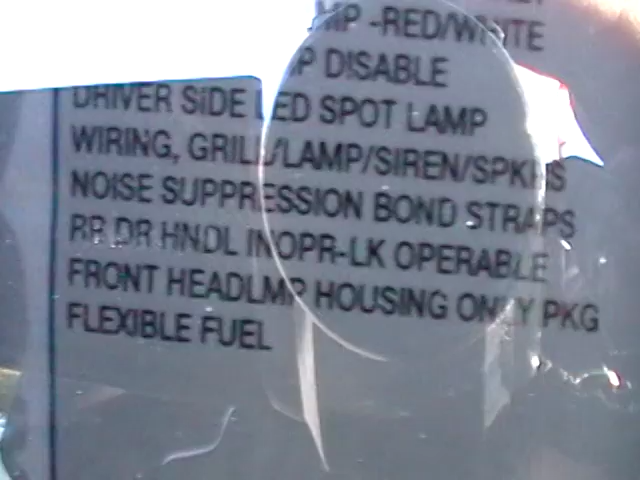 -RED/WHITE
DISABLE
DRIVER SIDE LED SPOT LAMP
WIRING, GRILL/LAMP/SIREN/SPKRS
NOISE SUPPRESSION BOND STRAPS
RR DR HNDL INOPR-LK OPERABLE
FRONT HEADLMP HOUSING ONLY PKG
FLEXIBLE FUEL